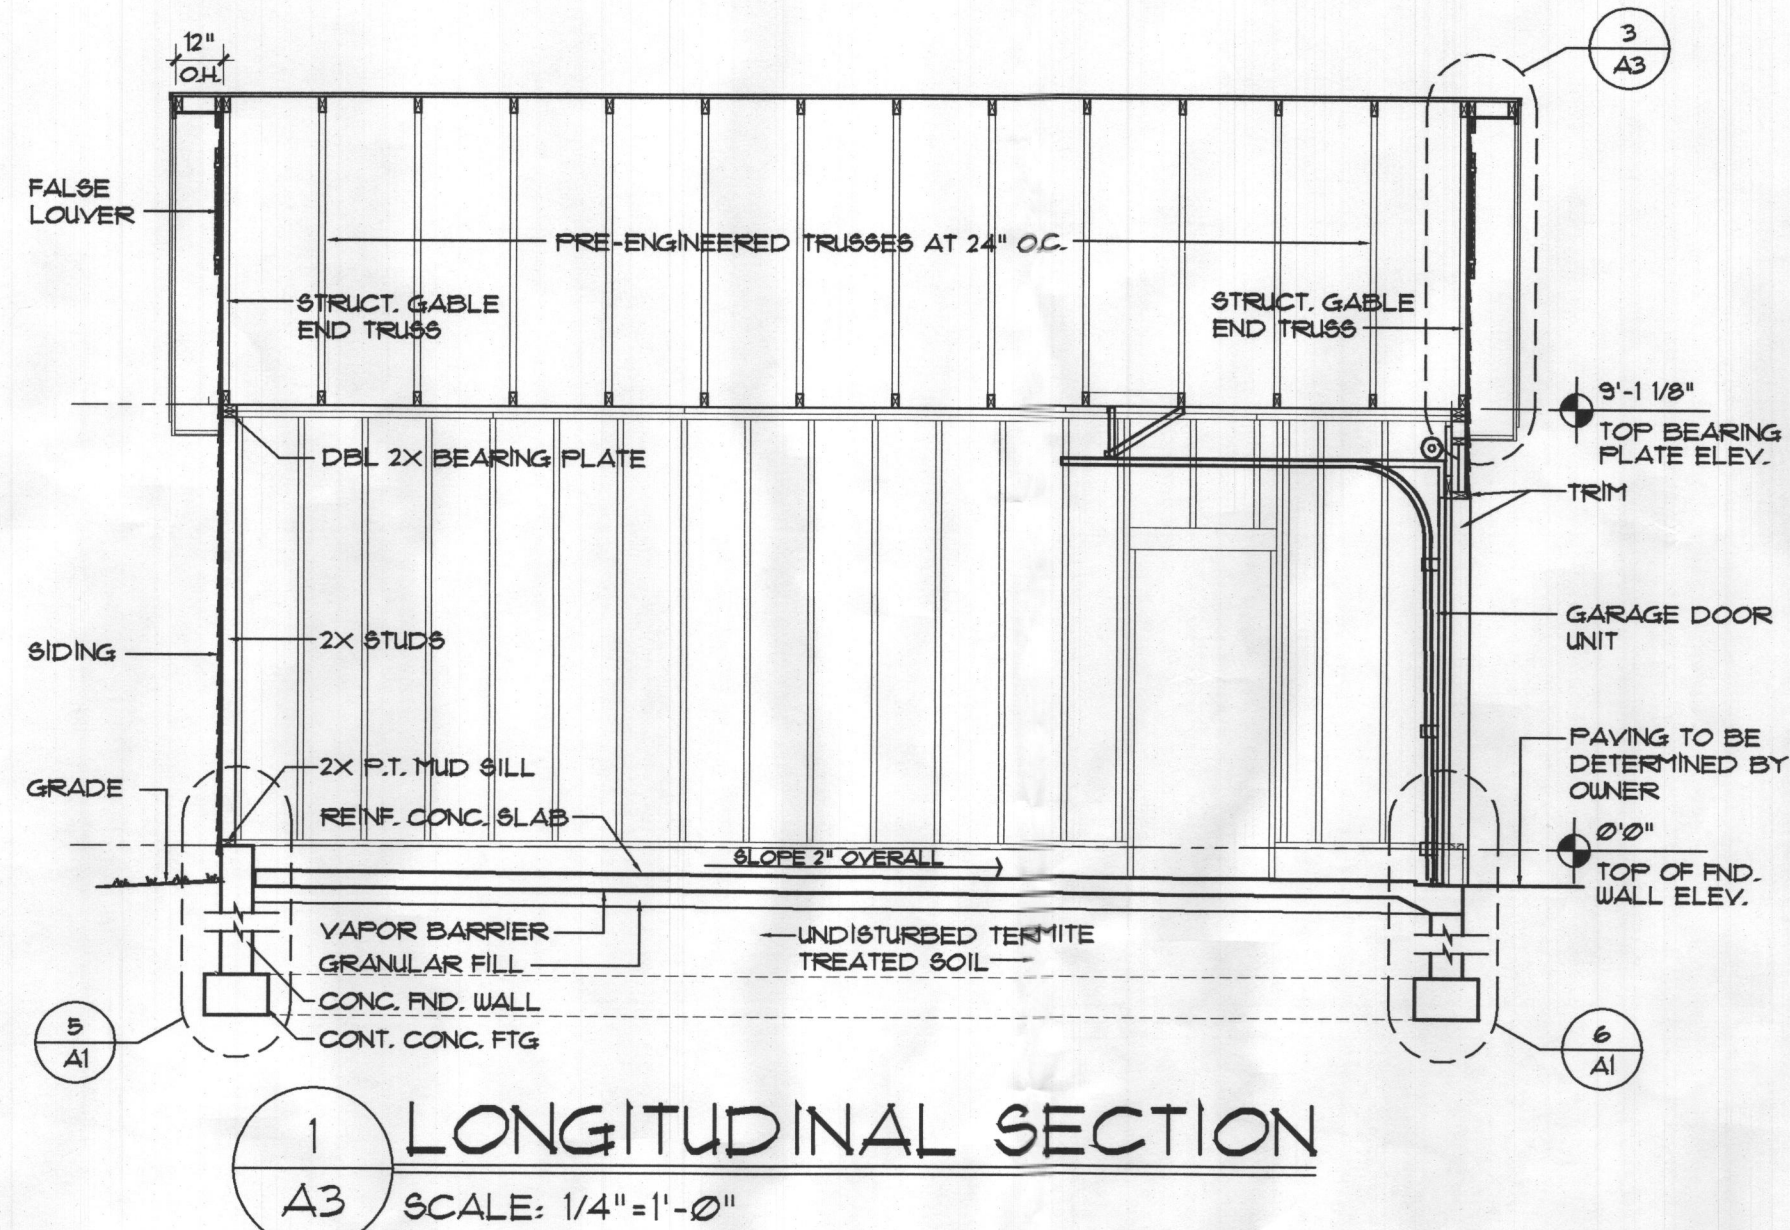 12"
O.H.
3
A3
FALSE
LOUVER
PRE-ENGINEERED TRUSSES AT 24" O.C.
STRUCT. GABLE
END TRUSS
STRUCT. GABLE
END TRUSS
9'-1 1/8"
TOP BEARING
PLATE ELEV.
DBL 2X BEARING PLATE
TRIM
SIDING
2X STUDS
GARAGE DOOR
UNIT
GRADE
2X P.T. MUD SILL
REINF. CONC. SLAB
PAVING TO BE
DETERMINED BY
OWNER
SLOPE 2" OVERALL
0'0"
TOP OF FND.
WALL ELEV.
VAPOR BARRIER
GRANULAR FILL
UNDISTURBED TERMITE
TREATED SOIL
CONC. FND. WALL
CONT. CONC. FTG
5
A1
6
A1
1
A3
LONGITUDINAL SECTION
SCALE: 1/4"=1'-0"